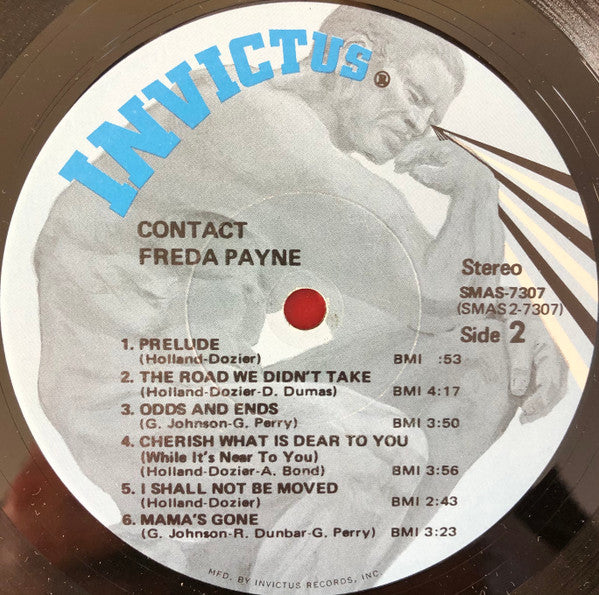 INVICTUS®
CONTACT
FREDA PAYNE
Stereo
SMAS-7307
(SMAS 2-7307)
Side 2
1. PRELUDE
(Holland-Dozier) BMI :53
2. THE ROAD WE DIDN'T TAKE
(Holland-Dozier-D. Dumas) BMI 4:17
3. ODDS AND ENDS
(G. Johnson-G. Perry) BMI 3:50
4. CHERISH WHAT IS DEAR TO YOU
(While It's Near To You)
(Holland-Dozier-A. Bond) BMI 3:56
5. I SHALL NOT BE MOVED
(Holland-Dozier) BMI 2:43
6. MAMA'S GONE
(G. Johnson-R. Dunbar-G. Perry) BMI 3:23
MFD. BY INVICTUS RECORDS, INC.